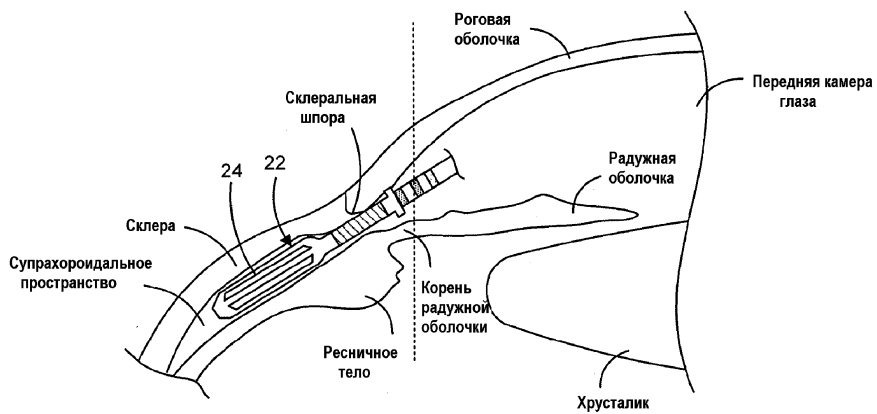 Роговая
оболочка
Передняя камера
глаза
Склеральная
шпора
Радужная
оболочка
24
22
Склера
Супрахороидальное
пространство
Корень
радужной
оболочки
Ресничное
тело
Хрусталик